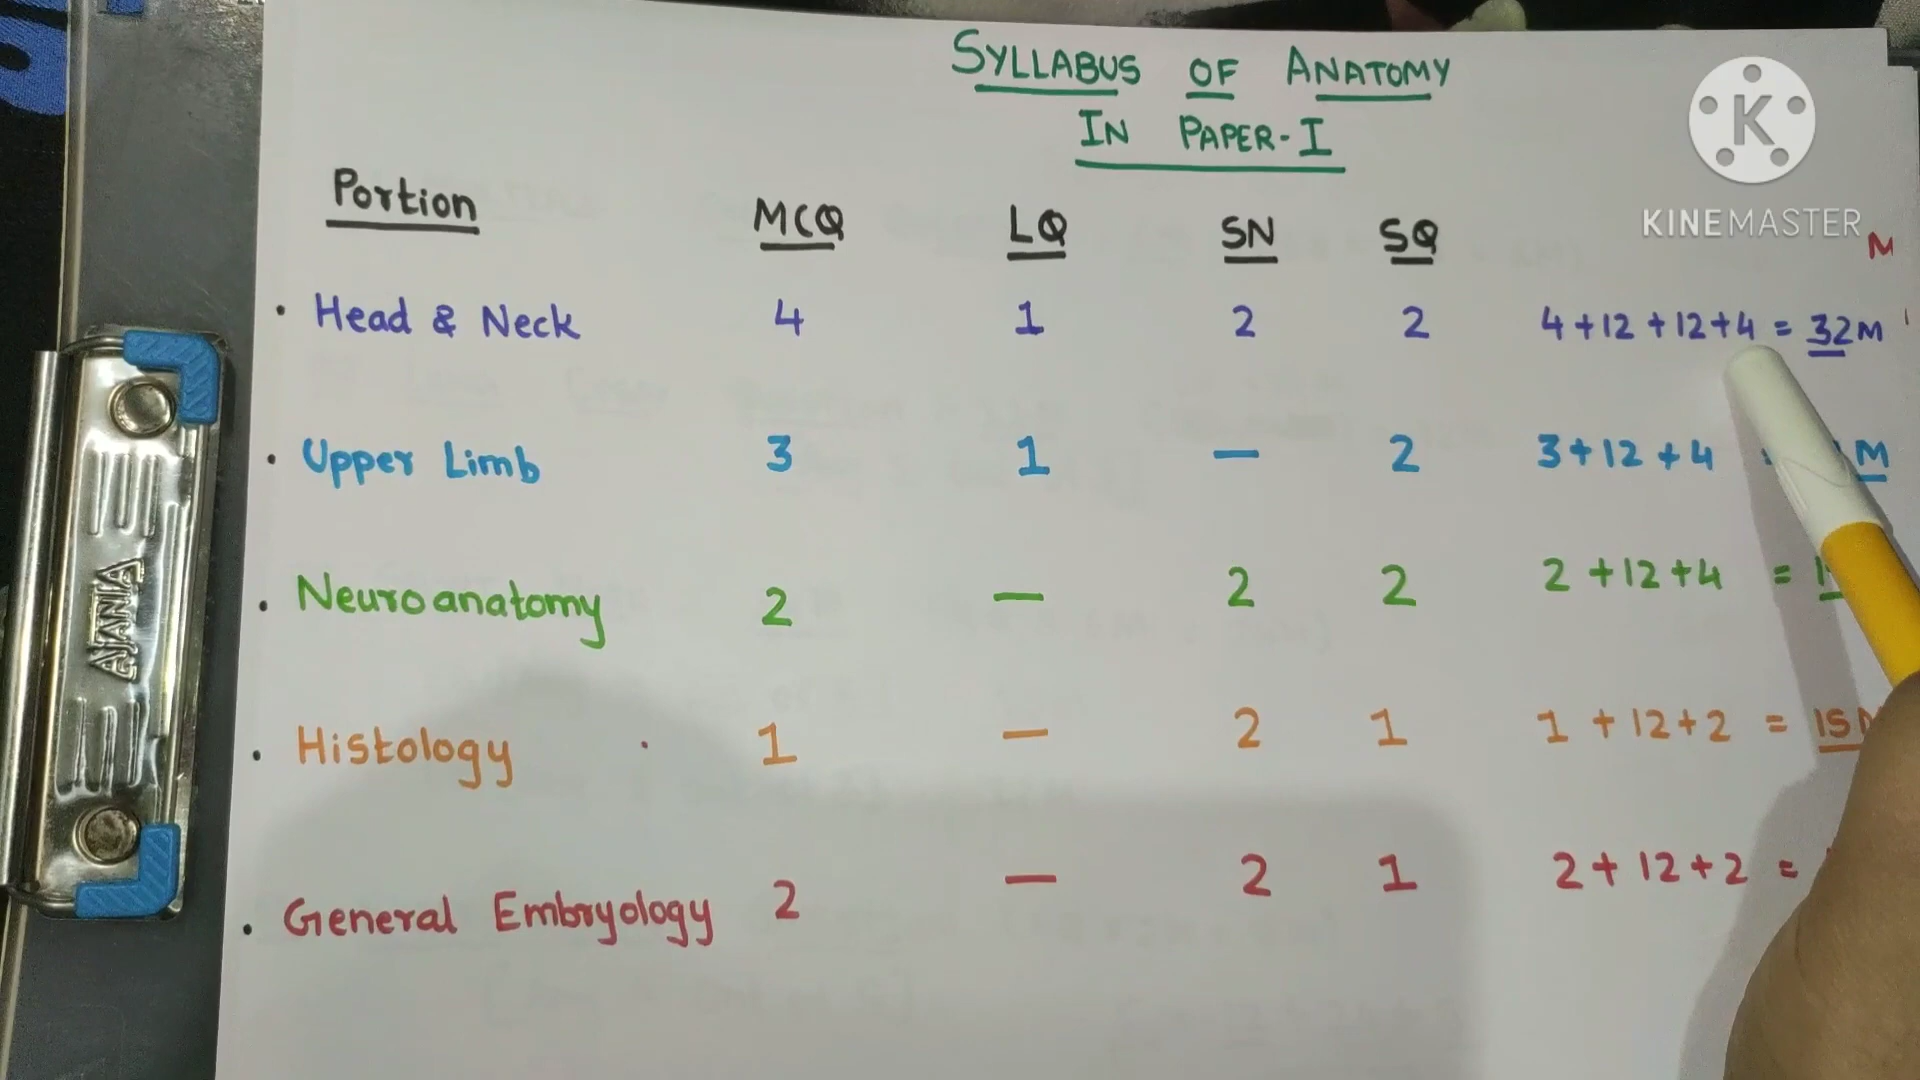 SYLLABUS OF ANATOMY
IN PAPER-I
K
KINEMASTER
Portion MCQ LQ SN SQ M
• Head & Neck 4 1 2 2 4+12+12+4 = 32M
• Upper Limb 3 1 — 2 3+12+4 M
• Neuroanatomy 2 — 2 2 2+12+4 =
• Histology 1 — 2 1 1+12+2 = 15M
• General Embryology 2 — 2 1 2+12+2 =
AJANTA